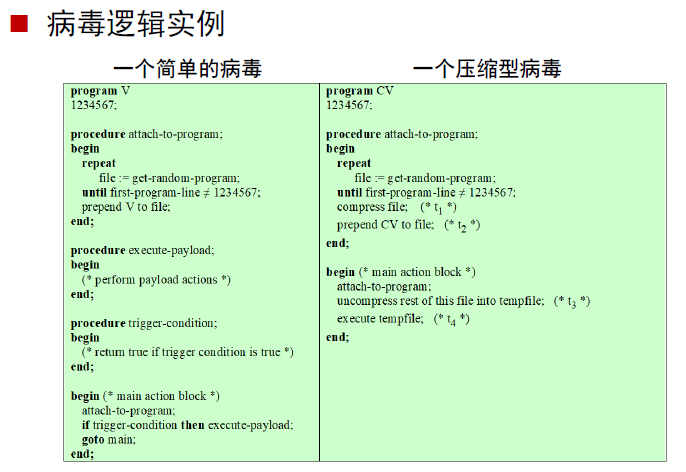 病毒逻辑实例
一个简单的病毒
program V
1234567;
procedure attach-to-program;
begin
repeat
file := get-random-program;
until first-program-line ≠ 1234567;
prepend V to file;
end;
procedure execute-payload;
begin
(* perform payload actions *)
end;
procedure trigger-condition;
begin
(* return true if trigger condition is true *)
end;
begin (* main action block *)
attach-to-program;
if trigger-condition then execute-payload;
goto main;
end;
一个压缩型病毒
program CV
1234567;
procedure attach-to-program;
begin
repeat
file := get-random-program;
until first-program-line ≠ 1234567;
compress file; (* t₁ *)
prepend CV to file; (* t₂ *)
end;
begin (* main action block *)
attach-to-program;
uncompress rest of this file into tempfile; (* t₃ *)
execute tempfile; (* t₄ *)
end;